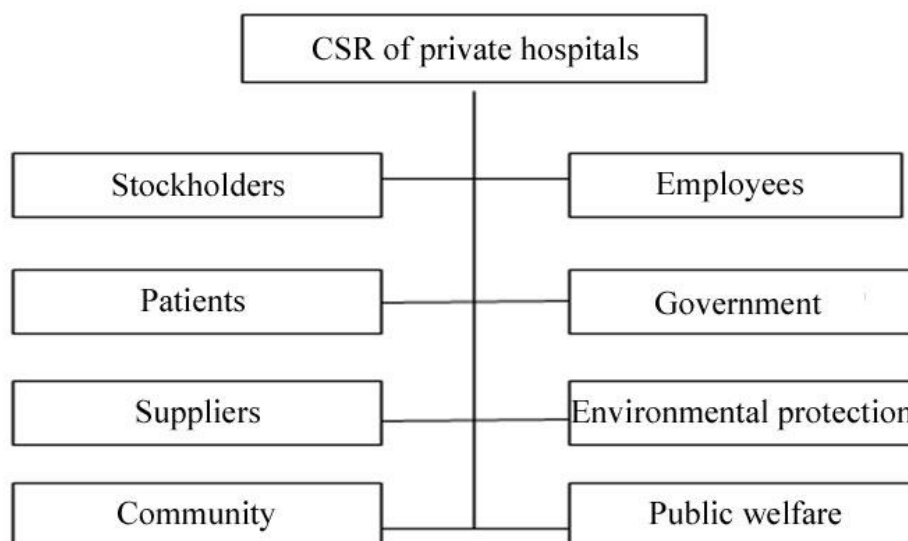 CSR of private hospitals
Stockholders
Employees
Patients
Government
Suppliers
Environmental protection
Community
Public welfare